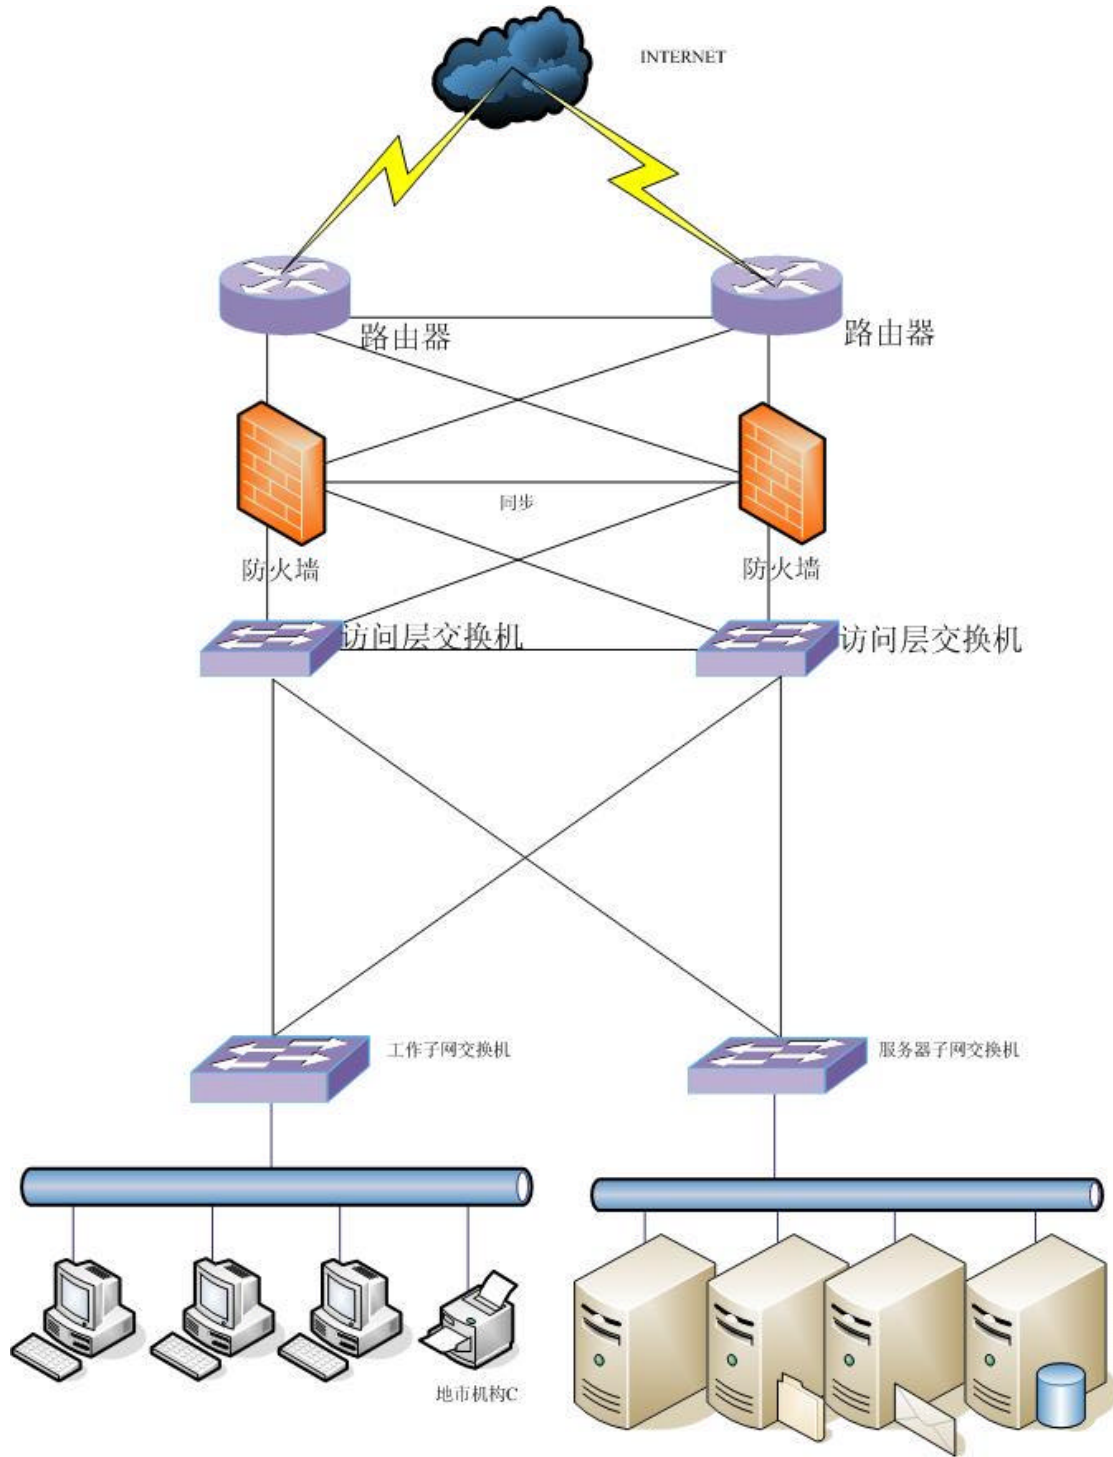 INTERNET
路由器
路由器
同步
防火墙
防火墙
访问层交换机
访问层交换机
工作子网交换机
服务器子网交换机
地市机构C